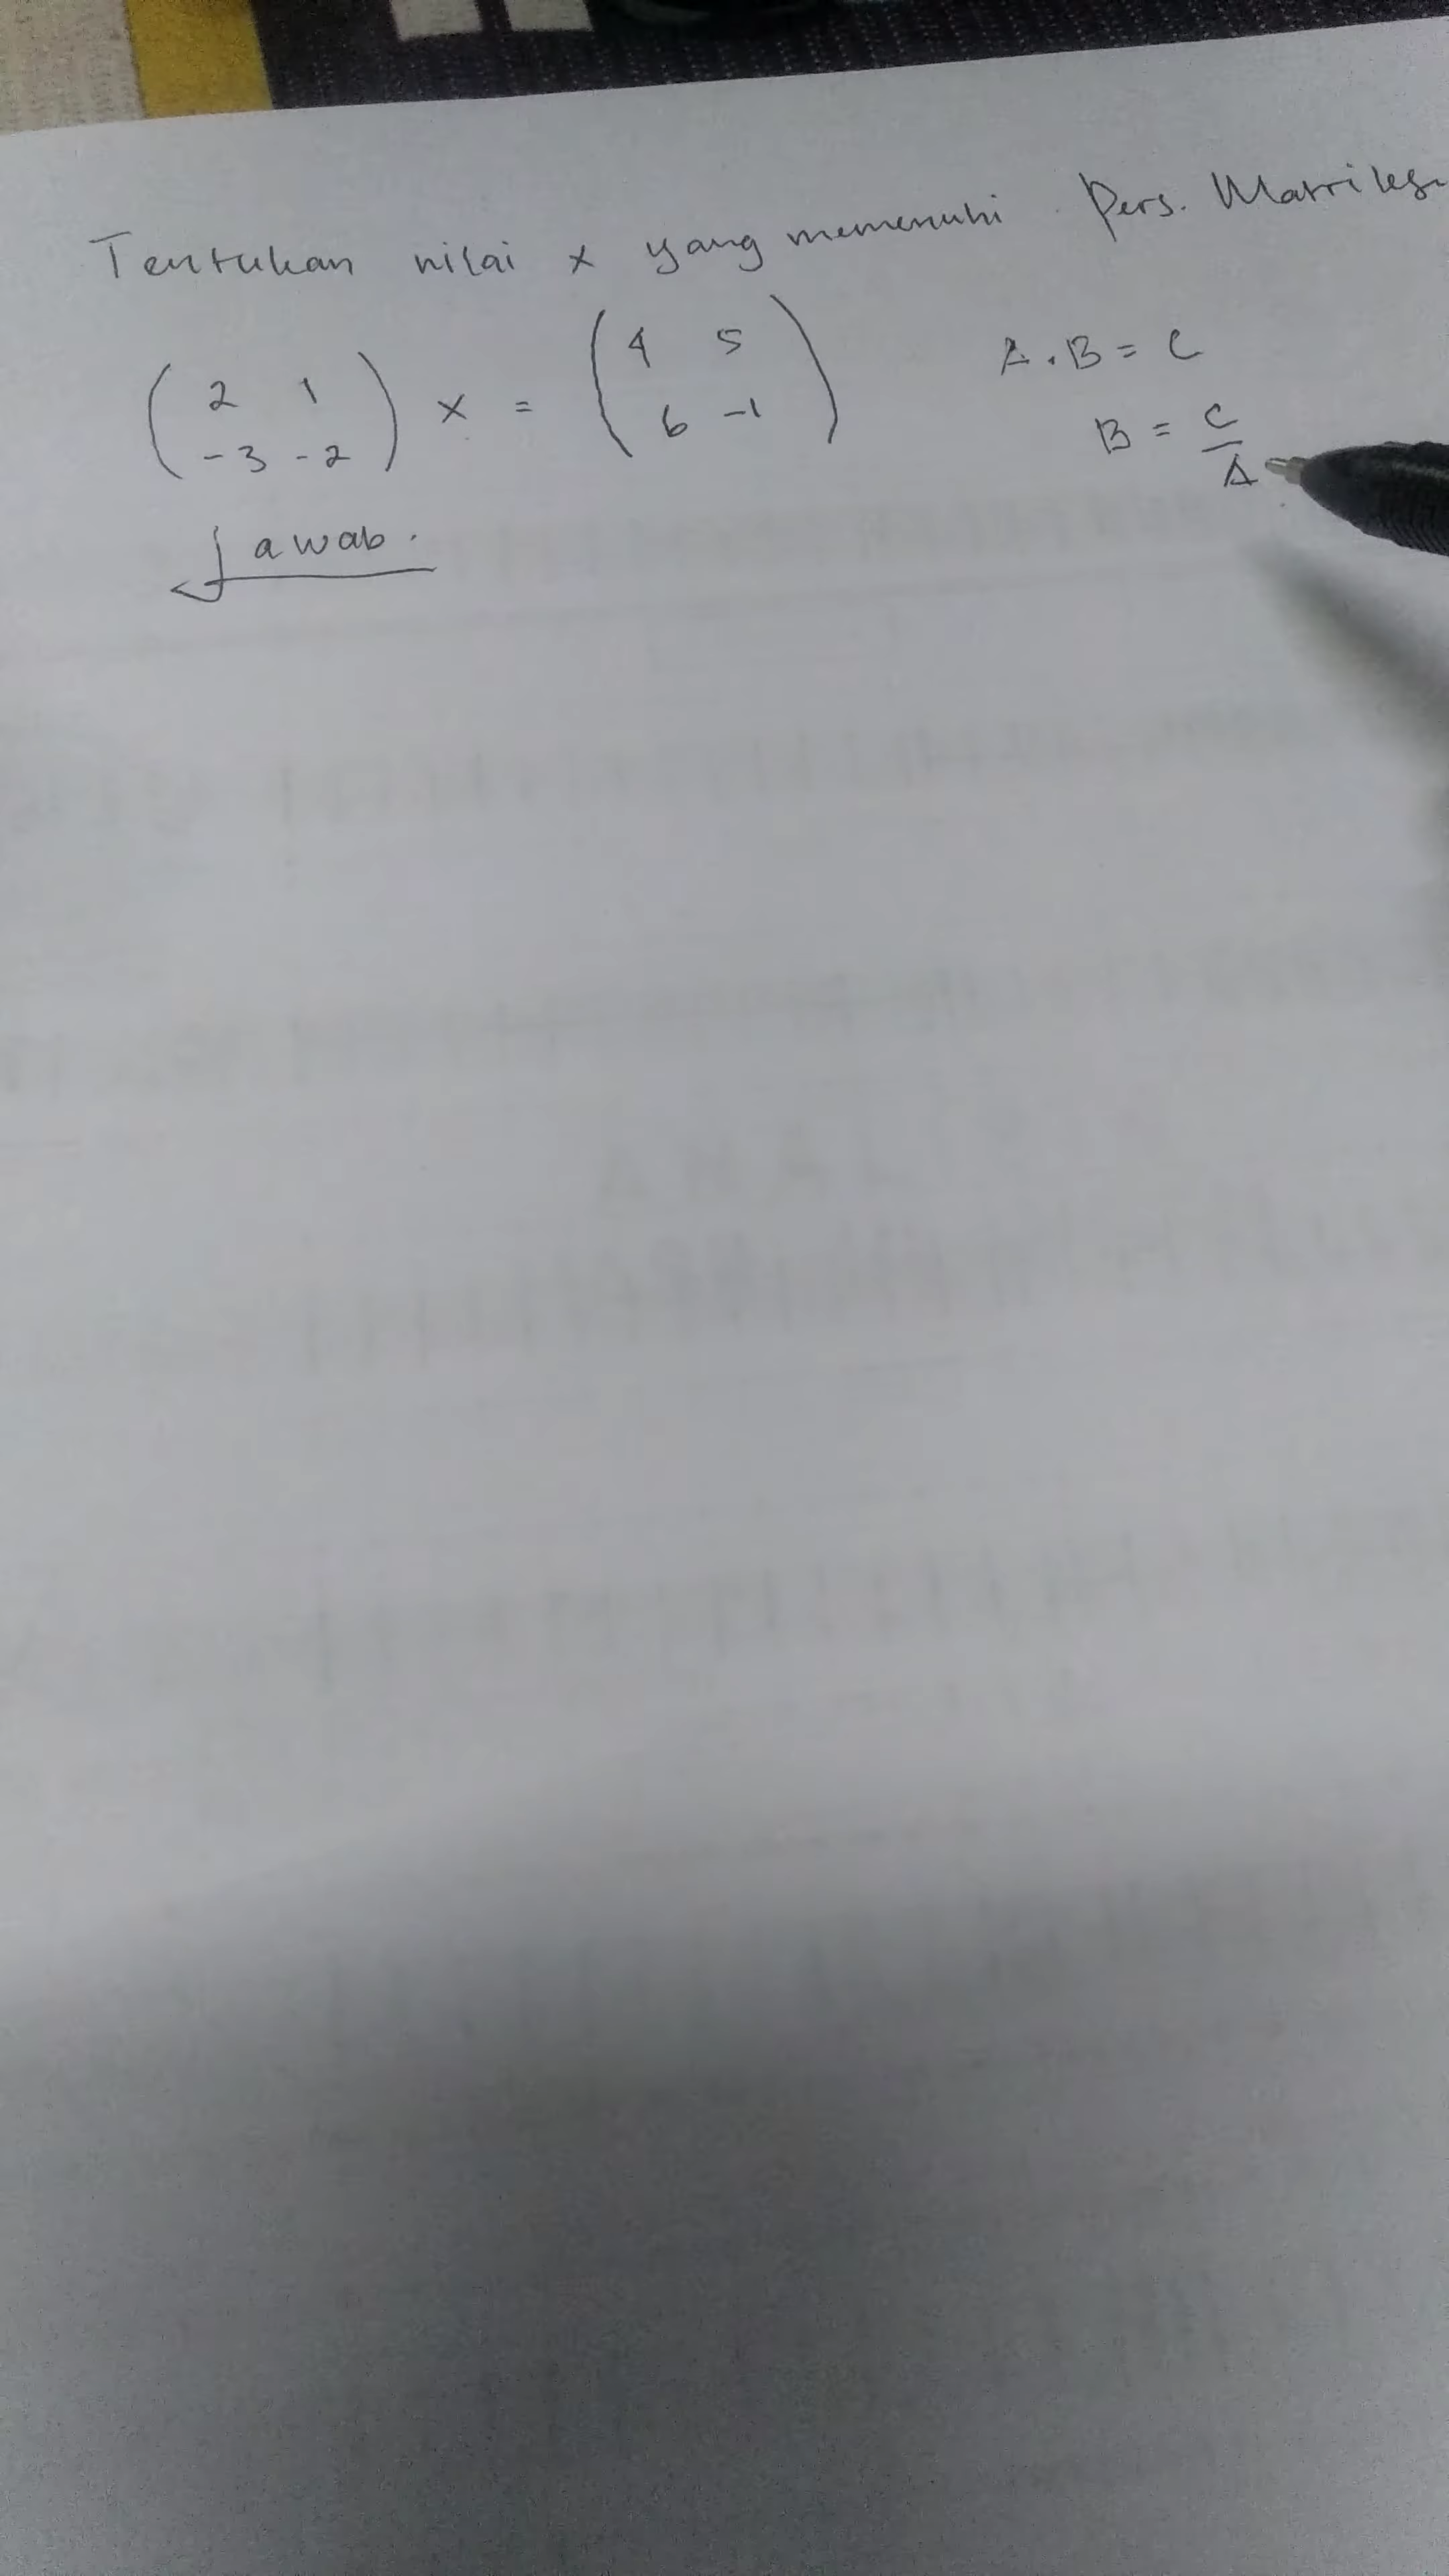 Tentukan nilai x yang memenuhi Pers. Matriks
( 2 1
-3 -2 ) x = ( 4 5
6 -1 )
A . B = C
B = C
A
Jawab.